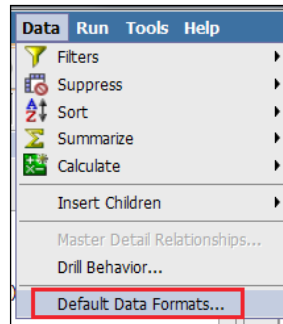 Data Run Tools Help
Filters
Suppress
Sort
Summarize
Calculate
Insert Children
Master Detail Relationships...
Drill Behavior...
Default Data Formats...